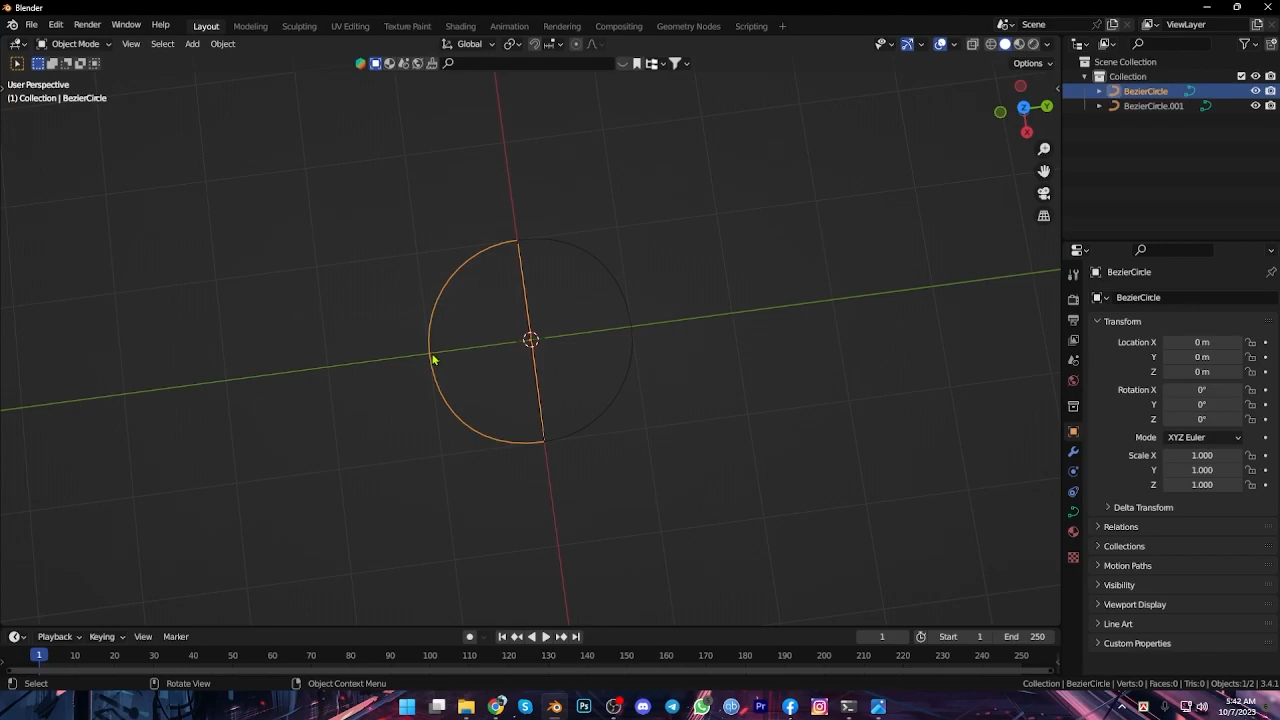 Blender
File Edit Render Window Help Layout Modeling Sculpting UV Editing Texture Paint Shading Animation Rendering Compositing Geometry Nodes Scripting + Scene ViewLayer
Object Mode View Select Add Object Global
Options
User Perspective
(1) Collection | BezierCircle
X Y Z
Scene Collection
Collection
BezierCircle
BezierCircle.001
BezierCircle
BezierCircle
Transform
Location X 0 m
Y 0 m
Z 0 m
Rotation X 0°
Y 0°
Z 0°
Mode XYZ Euler
Scale X 1.000
Y 1.000
Z 1.000
Delta Transform
Relations
Collections
Motion Paths
Visibility
Viewport Display
Line Art
Custom Properties
Playback Keying View Marker 1 Start 1 End 250
1 10 20 30 40 50 60 70 80 90 100 110 120 130 140 150 160 170 180 190 200 210 220 230 240 250
Select Rotate View Object Context Menu Collection | BezierCircle | Verts:0 | Faces:0 | Tris:0 | Objects:1/2 | 3.4.1
5:42 AM
10/20/2023